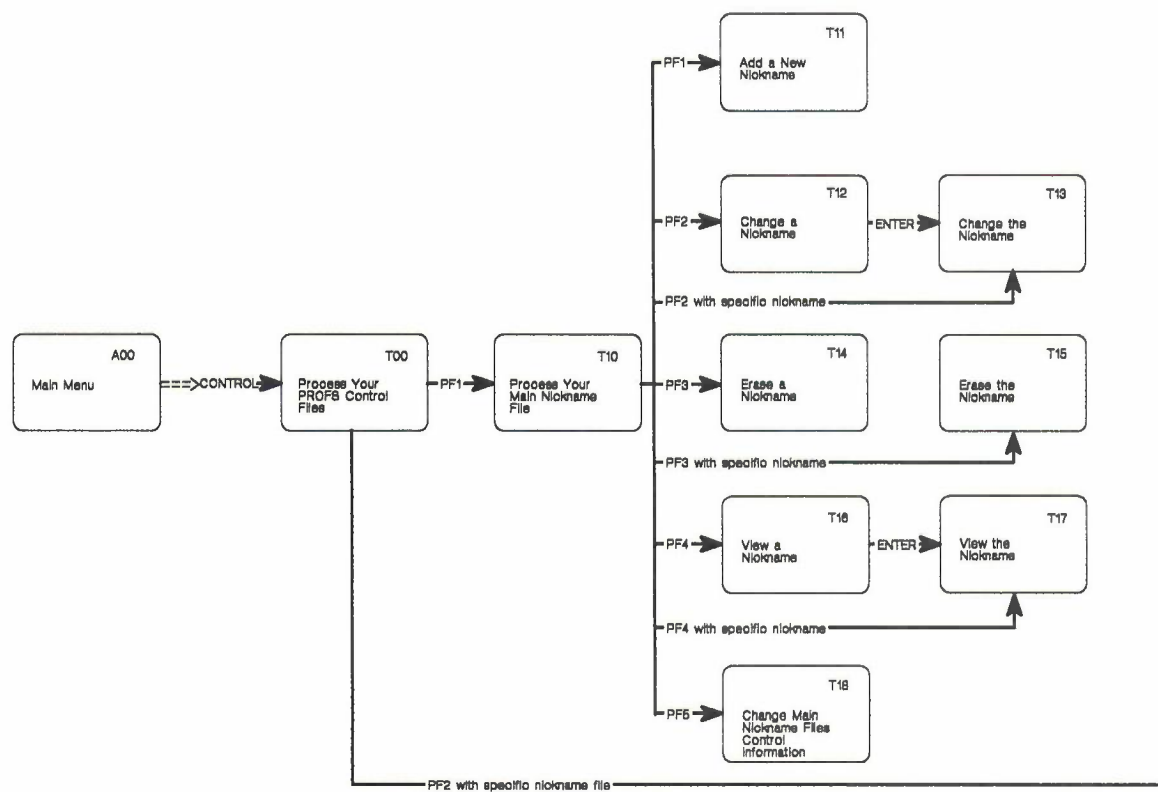 T11
Add a New
Nickname
PF1
T12
Change a
Nickname
PF2
ENTER
T13
Change the
Nickname
PF2 with specific nickname
A00
Main Menu
===>CONTROL
T00
Process Your
PROFS Control
Files
PF1
T10
Process Your
Main Nickname
File
PF3
T14
Erase a
Nickname
T15
Erase the
Nickname
PF3 with specific nickname
PF4
T16
View a
Nickname
ENTER
T17
View the
Nickname
PF4 with specific nickname
PF5
T18
Change Main
Nickname Files
Control
Information
PF2 with specific nickname file